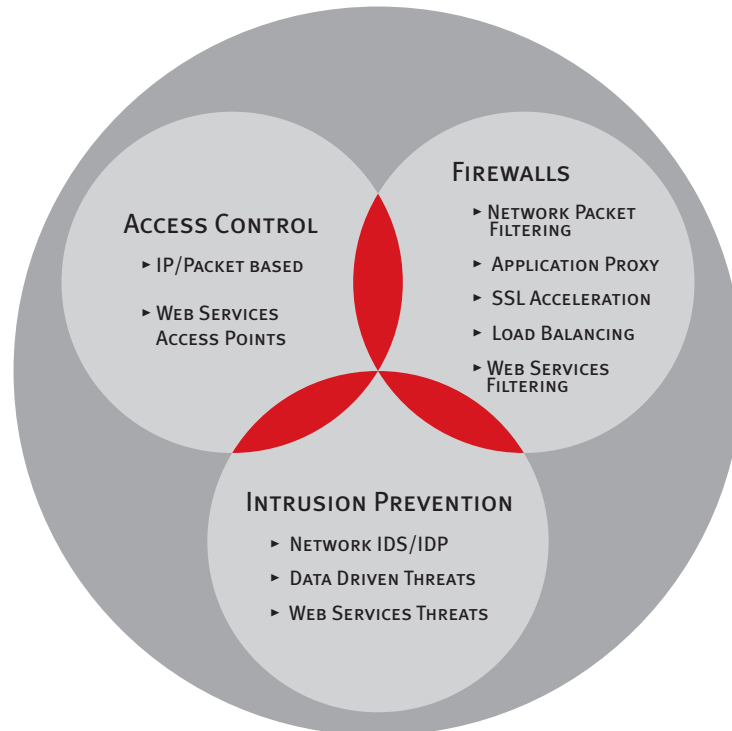 Access Control
► IP/Packet based
► Web Services
Access Points
Firewalls
► Network Packet
Filtering
► Application Proxy
► SSL Acceleration
► Load Balancing
► Web Services
Filtering
Intrusion Prevention
► Network IDS/IDP
► Data Driven Threats
► Web Services Threats